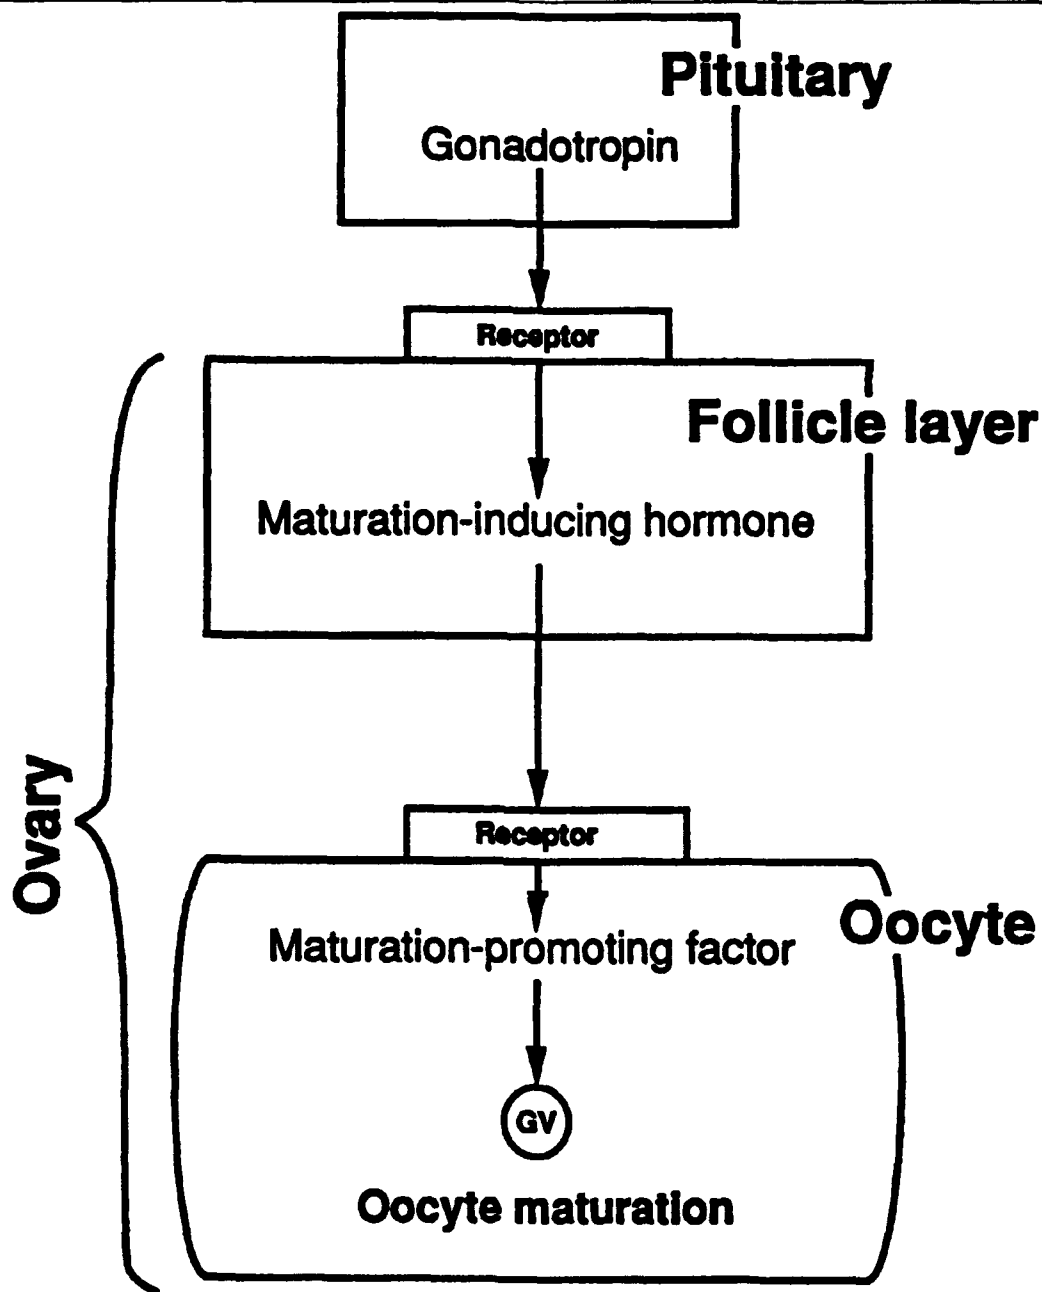 Pituitary
Gonadotropin
Receptor
Follicle layer
Maturation-inducing hormone
Ovary
Receptor
Oocyte
Maturation-promoting factor
GV
Oocyte maturation